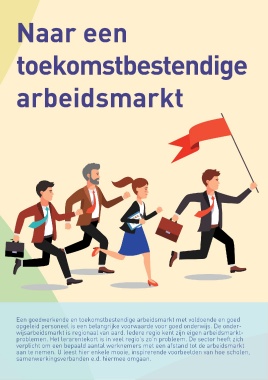 Naar een
toekomstbestendige
arbeidsmarkt
Een goedwerkende en toekomstbestendige arbeidsmarkt met voldoende en goed
opgeleid personeel is een belangrijke voorwaarde voor goed onderwijs. De onder-
wijsarbeidsmarkt is regionaal van aard. Iedere regio kent zijn eigen arbeidsmarkt-
problemen. Het lerarentekort is in veel regio's zo'n probleem. De sector heeft zich
verplicht om een bepaald aantal werknemers met een afstand tot de arbeidsmarkt
aan te nemen. U leest hier enkele mooie, inspirerende voorbeelden van hoe scholen,
samenwerkingsverbanden e.d. hiermee omgaan.